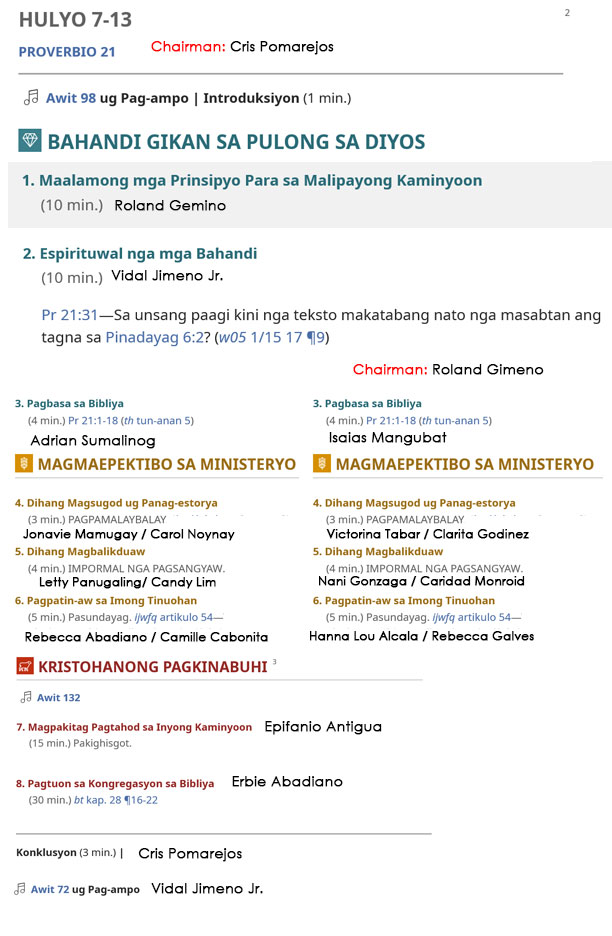 HULYO 7-13
2
PROVERBIO 21
Chairman: Cris Pomarejos
Awit 98 ug Pag-ampo | Introduksiyon (1 min.)
BAHANDI GIKAN SA PULONG SA DIYOS
1. Maalamong mga Prinsipyo Para sa Malipayong Kaminyoon
(10 min.) Roland Gemino
2. Espirituwal nga mga Bahandi
(10 min.) Vidal Jimeno Jr.
Pr 21:31—Sa unsang paagi kini nga teksto makatabang nato nga masabtan ang
tagna sa Pinadayag 6:2? (w05 1/15 17 ¶9)
Chairman: Roland Gimeno
3. Pagbasa sa Bibliya
(4 min.) Pr 21:1-18 (th tun-anan 5)
Adrian Sumalinog
MAGMAEPEKTIBO SA MINISTERYO
4. Dihang Magsugod ug Panag-estorya
(3 min.) PAGPAMALAYBALAY
Jonavie Mamugay / Carol Noynay
5. Dihang Magbalikduaw
(4 min.) IMPORMAL NGA PAGSANGYAW.
Letty Panugaling/ Candy Lim
6. Pagpatin-aw sa Imong Tinuohan
(5 min.) Pasundayag. ijwfq artikulo 54—
Rebecca Abadiano / Camille Cabonita
3. Pagbasa sa Bibliya
(4 min.) Pr 21:1-18 (th tun-anan 5)
Isaias Mangubat
MAGMAEPEKTIBO SA MINISTERYO
4. Dihang Magsugod ug Panag-estorya
(3 min.) PAGPAMALAYBALAY
Victorina Tabar / Clarita Godinez
5. Dihang Magbalikduaw
(4 min.) IMPORMAL NGA PAGSANGYAW.
Nani Gonzaga / Caridad Monroid
6. Pagpatin-aw sa Imong Tinuohan
(5 min.) Pasundayag. ijwfq artikulo 54—
Hanna Lou Alcala / Rebecca Galves
KRISTOHANONG PAGKINABUHI 3
Awit 132
7. Magpakitag Pagtahod sa Inyong Kaminyoon Epifanio Antigua
(15 min.) Pakighisgot.
8. Pagtuon sa Kongregasyon sa Bibliya Erbie Abadiano
(30 min.) bt kap. 28 ¶16-22
Konklusyon (3 min.) | Cris Pomarejos
Awit 72 ug Pag-ampo Vidal Jimeno Jr.